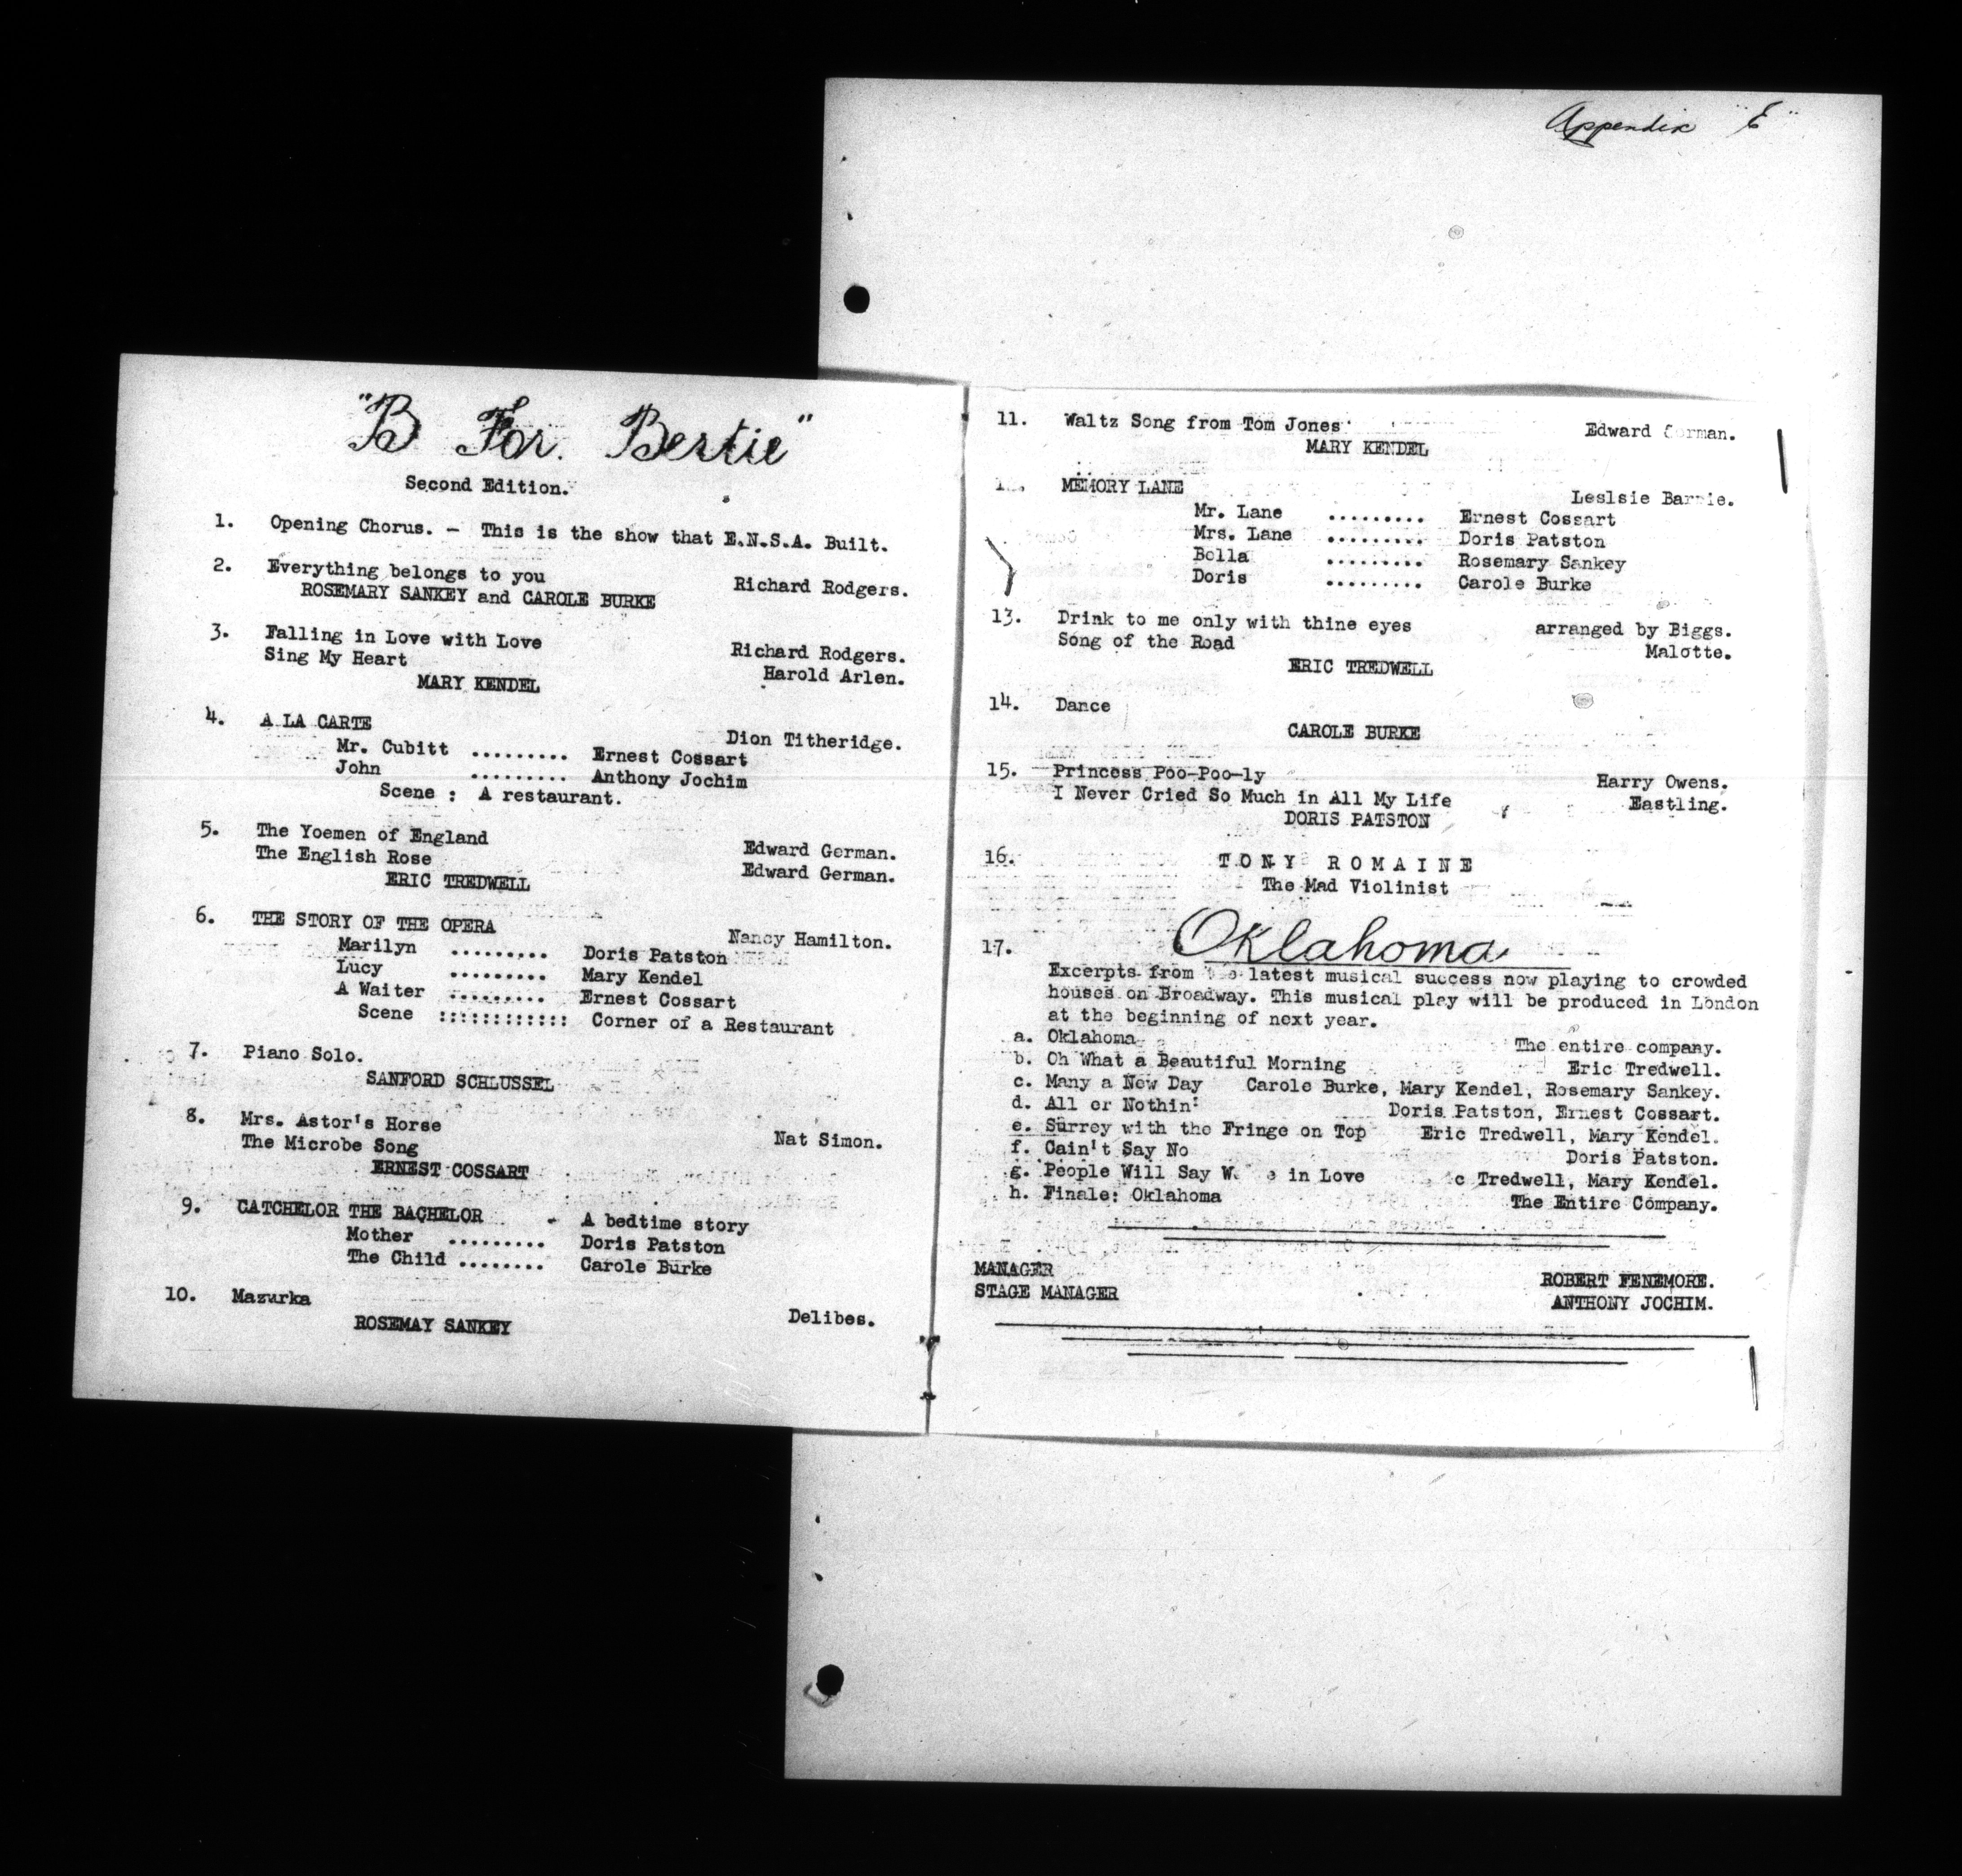 Appendix "E"
"B For Bertie"
Second Edition.
1. Opening Chorus. - This is the show that E.N.S.A. Built.
2. Everything belongs to you Richard Rodgers.
ROSEMARY SANKEY and CAROLE BURKE
3. Falling in Love with Love Richard Rodgers.
Sing My Heart Harold Arlen.
MARY KENDEL
4. A LA CARTE Dion Titheridge.
Mr. Cubitt ......... Ernest Cossart
John ......... Anthony Jochim
Scene : A restaurant.
5. The Yoemen of England Edward German.
The English Rose Edward German.
ERIC TREDWELL
6. THE STORY OF THE OPERA Nancy Hamilton.
Marilyn ......... Doris Patston
Lucy ......... Mary Kendel
A Waiter ......... Ernest Cossart
Scene :::::::::::: Corner of a Restaurant
7. Piano Solo.
SANFORD SCHLUSSEL
8. Mrs. Astor's Horse
The Microbe Song Nat Simon.
ERNEST COSSART
9. CATCHELOR THE BACHELOR - A bedtime story
Mother ......... Doris Patston
The Child ........ Carole Burke
10. Mazurka Delibes.
ROSEMAY SANKEY
11. Waltz Song from Tom Jones Edward German.
MARY KENDEL
MEMORY LANE Leslsie Barrie.
Mr. Lane ......... Ernest Cossart
Mrs. Lane ......... Doris Patston
Bella ......... Rosemary Sankey
Doris ......... Carole Burke
13. Drink to me only with thine eyes arranged by Biggs.
Song of the Road Malotte.
ERIC TREDWELL
14. Dance
CAROLE BURKE
15. Princess Poo-Poo-ly Harry Owens.
I Never Cried So Much in All My Life Eastling.
DORIS PATSTON
16. TONY ROMAINE
The Mad Violinist
17. Oklahoma
Excerpts from latest musical success now playing to crowded
houses on Broadway. This musical play will be produced in London
at the beginning of next year.
a. Oklahoma The entire company.
b. Oh What a Beautiful Morning Eric Tredwell.
c. Many a New Day Carole Burke, Mary Kendel, Rosemary Sankey.
d. All or Nothin' Doris Patston, Ernest Cossart.
e. Surrey with the Fringe on Top Eric Tredwell, Mary Kendel.
f. Cain't Say No Doris Patston.
g. People Will Say in Love Tredwell, Mary Kendel.
h. Finale: Oklahoma The Entire Company.
MANAGER ROBERT FENEMORE.
STAGE MANAGER ANTHONY JOCHIM.